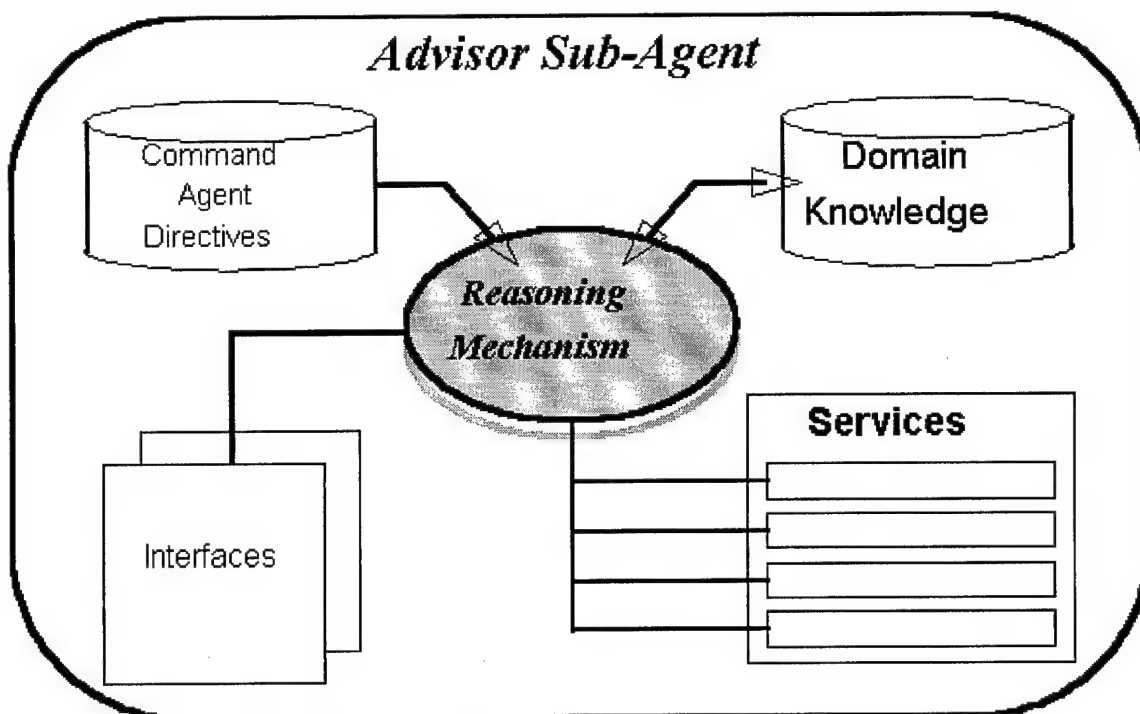 Advisor Sub-Agent
Command
Agent
Directives
Domain
Knowledge
Reasoning
Mechanism
Services
Interfaces